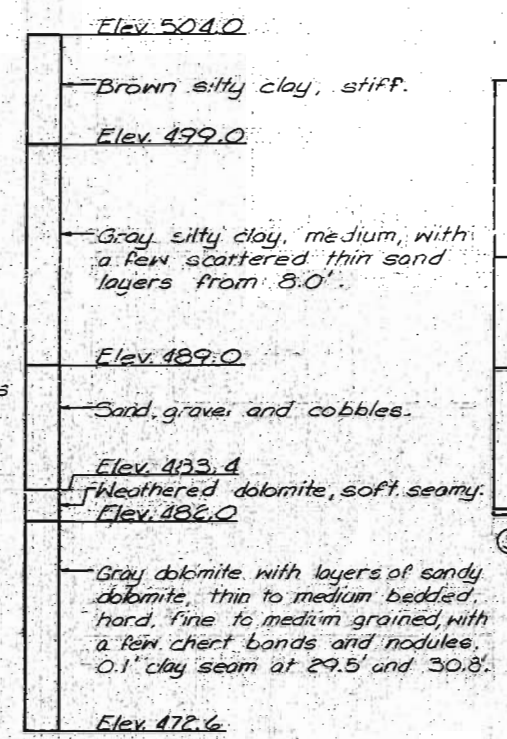 Elev. 504.0
Brown silty clay, stiff.
Elev. 499.0
Gray silty clay, medium, with
a few scattered thin sand
layers from 8.0'.
Elev. 489.0
s
Sand, gravel and cobbles.
Elev. 483.4
Weathered dolomite, soft, seamy.
Elev. 482.0
Gray dolomite with layers of sandy
dolomite, thin to medium bedded,
hard, fine to medium grained, with
a few chert bands and nodules.
0.1' clay seam at 29.5' and 30.8'.
Elev. 472.6